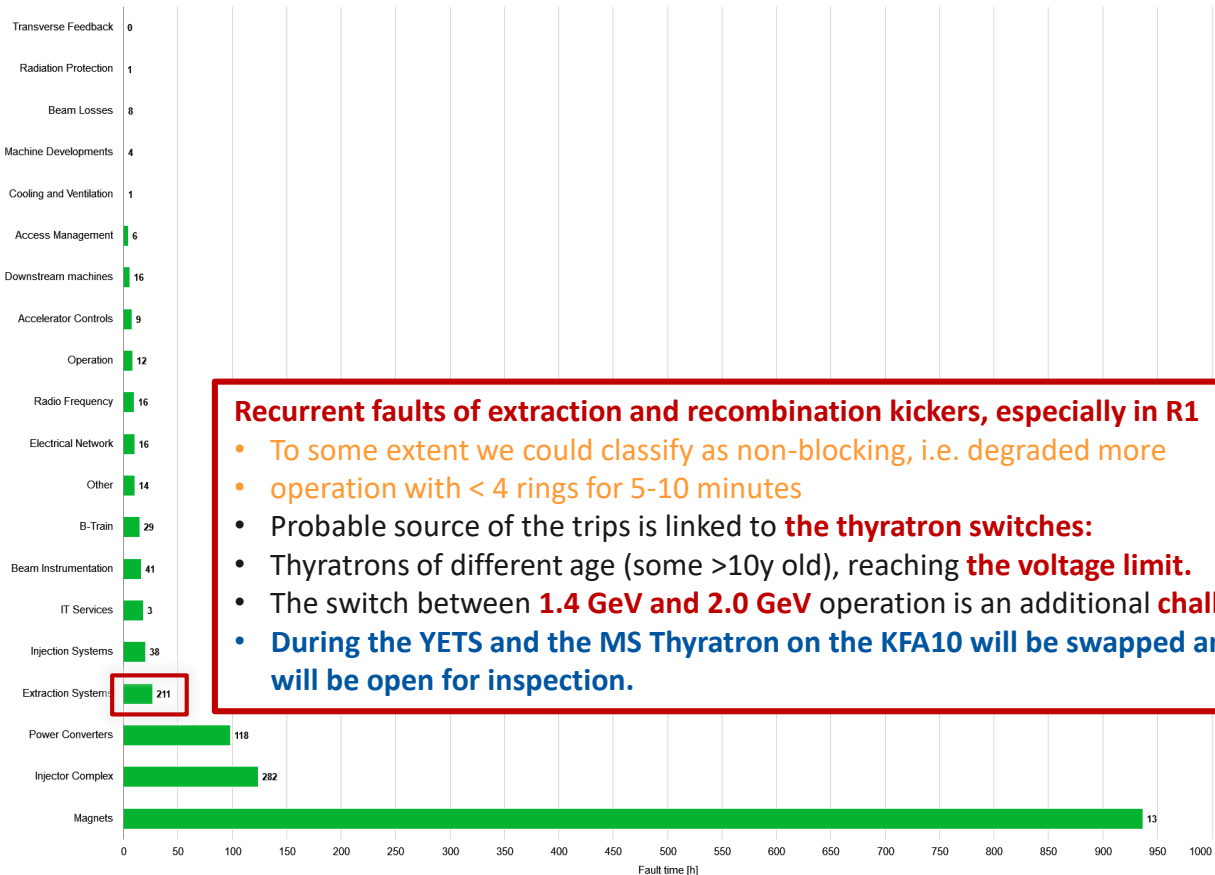 Transverse Feedback 0
Radiation Protection 1
Beam Losses 8
Machine Developments 4
Cooling and Ventilation 1
Access Management 6
Downstream machines 16
Accelerator Controls 9
Operation 12
Radio Frequency 16
Electrical Network 16
Other 14
B-Train 29
Beam Instrumentation 41
IT Services 3
Injection Systems 38
Extraction Systems 211
Power Converters 118
Injector Complex 282
Magnets 13
Recurrent faults of extraction and recombination kickers, especially in R1
• To some extent we could classify as non-blocking, i.e. degraded more
• operation with < 4 rings for 5-10 minutes
• Probable source of the trips is linked to the thyratron switches:
• Thyratrons of different age (some >10y old), reaching the voltage limit.
• The switch between 1.4 GeV and 2.0 GeV operation is an additional
• During the YETS and the MS Thyratron on the KFA10 will be swapped
will be open for inspection.
0 50 100 150 200 250 300 350 400 450 500 550 600 650 700 750 800 850 900 950 1000
Fault time [h]